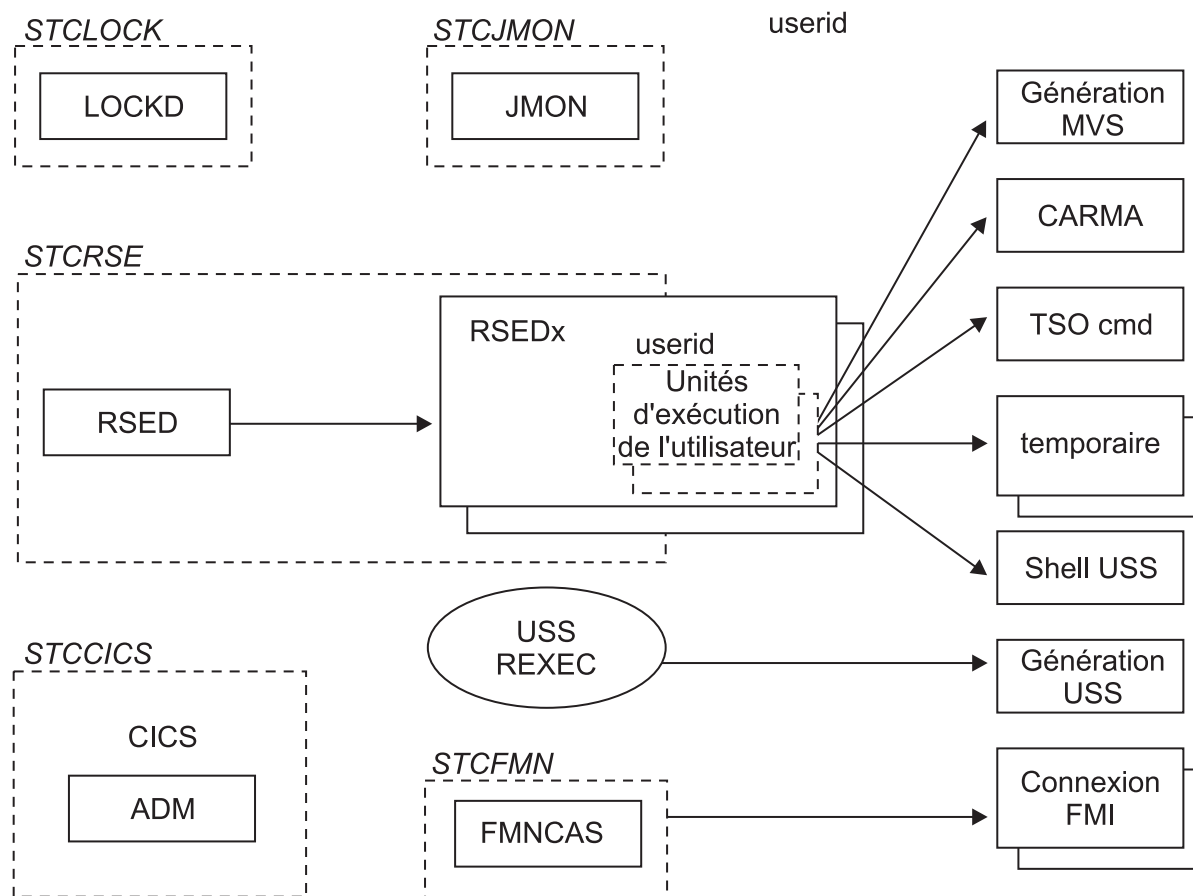 STCLOCK
LOCKD
STCJMON
JMON
userid
Génération
MVS
CARMA
TSO cmd
temporaire
Shell USS
STCRSE
RSED
RSEDx
userid
Unités
d'exécution
de l'utilisateur
USS
REXEC
Génération
USS
STCCICS
CICS
ADM
STCFMN
FMNCAS
Connexion
FMI